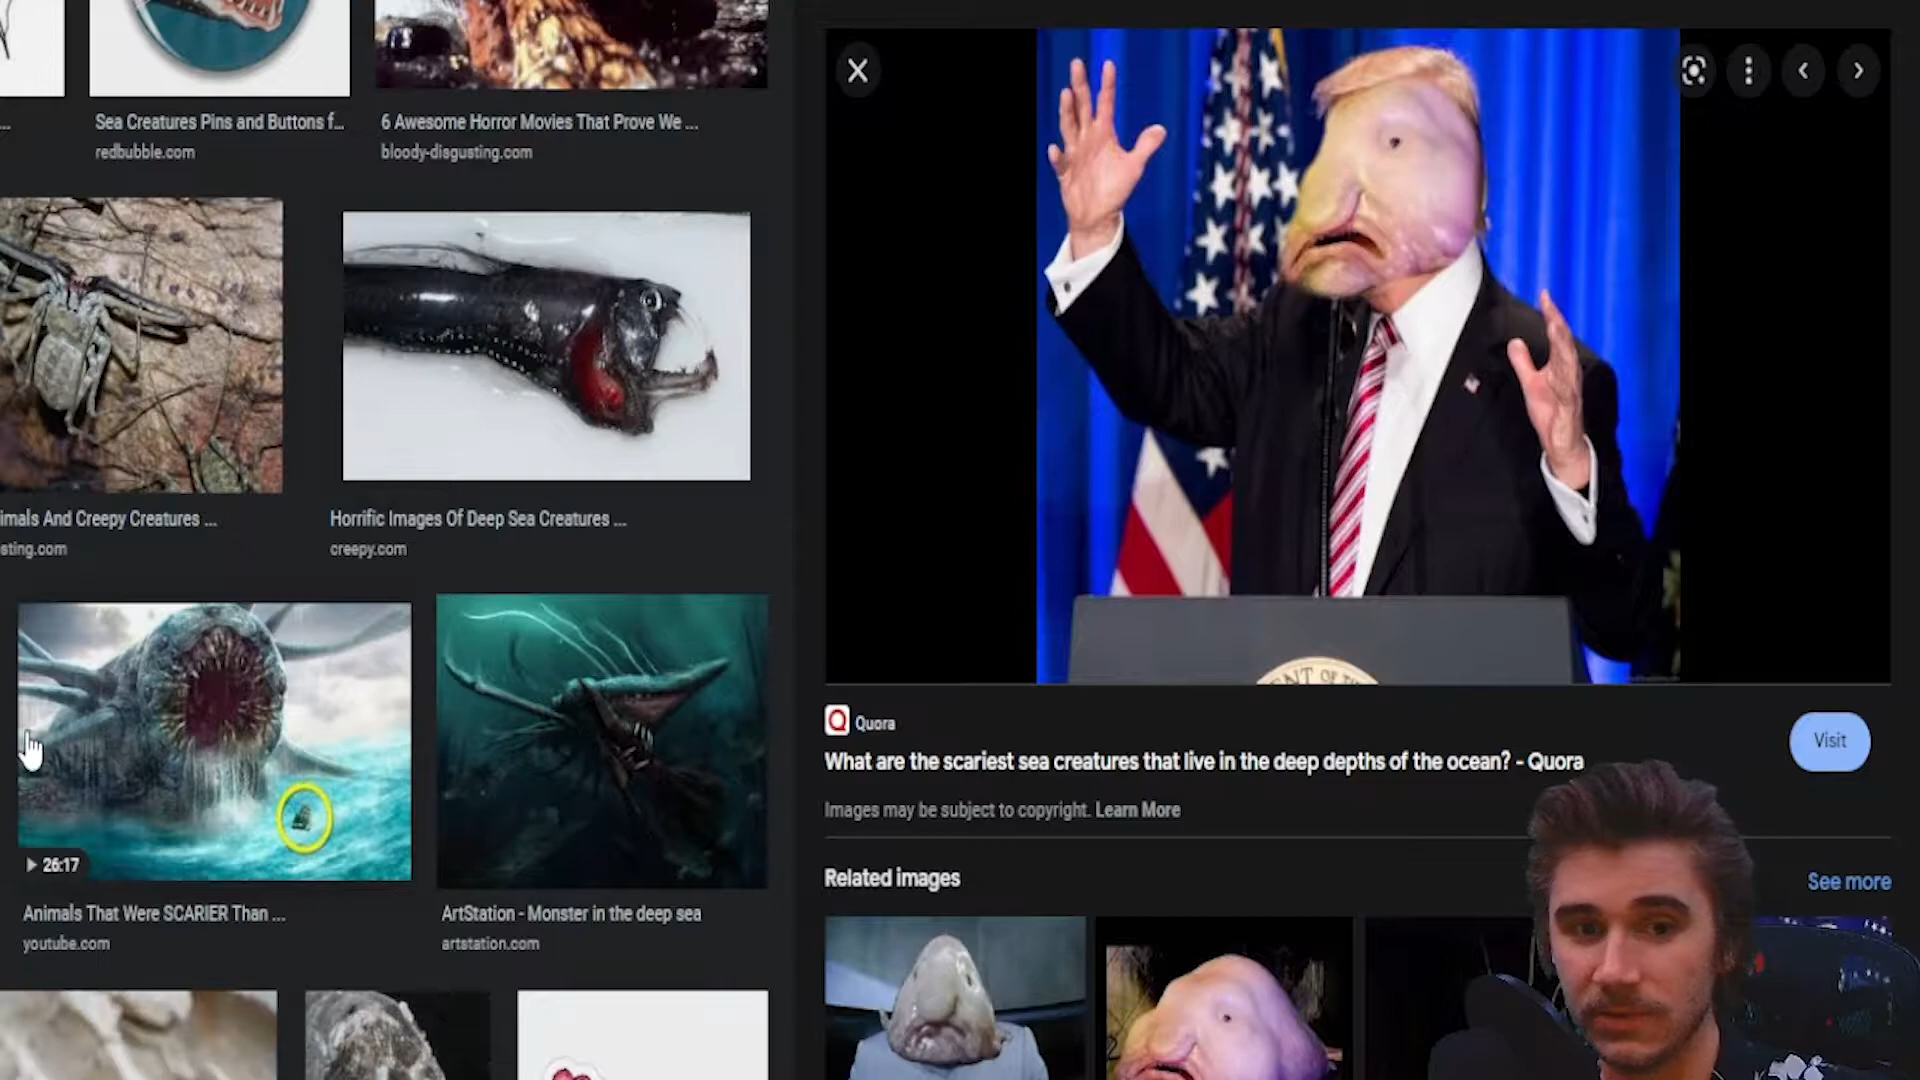 ...
Sea Creatures Pins and Buttons f...
redbubble.com
6 Awesome Horror Movies That Prove We ...
bloody-disgusting.com
imals And Creepy Creatures ...
sting.com
Horrific Images Of Deep Sea Creatures ...
creepy.com
26:17
Animals That Were SCARIER Than ...
youtube.com
ArtStation - Monster in the deep sea
artstation.com
ENT OF
Q Quora
What are the scariest sea creatures that live in the deep depths of the ocean? - Quora
Visit
Images may be subject to copyright. Learn More
Related images
See more